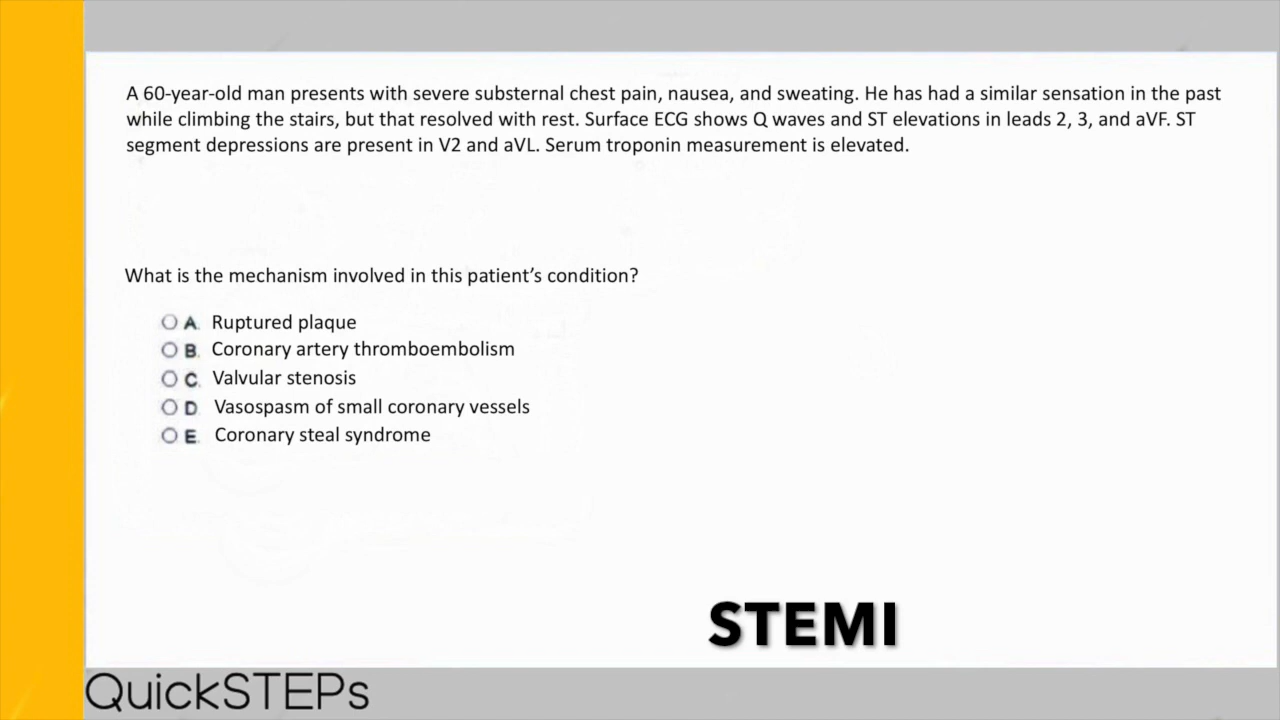 A 60-year-old man presents with severe substernal chest pain, nausea, and sweating. He has had a similar sensation in the past
while climbing the stairs, but that resolved with rest. Surface ECG shows Q waves and ST elevations in leads 2, 3, and aVF. ST
segment depressions are present in V2 and aVL. Serum troponin measurement is elevated.
What is the mechanism involved in this patient's condition?
A. Ruptured plaque
B. Coronary artery thromboembolism
C. Valvular stenosis
D. Vasospasm of small coronary vessels
E. Coronary steal syndrome
STEMI
QuickSTEPs